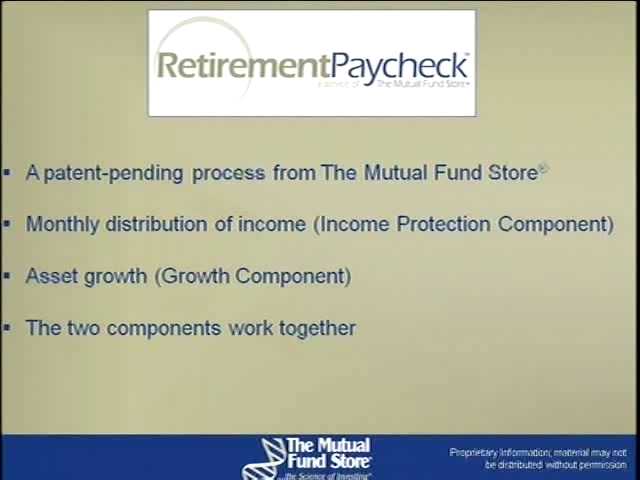 RetirementPaycheck™
a service of The Mutual Fund Store
▪ A patent-pending process from The Mutual Fund Store®
▪ Monthly distribution of income (Income Protection Component)
▪ Asset growth (Growth Component)
▪ The two components work together
The Mutual
Fund Store®
...the Science of Investing
Proprietary Information; material may not
be distributed without permission